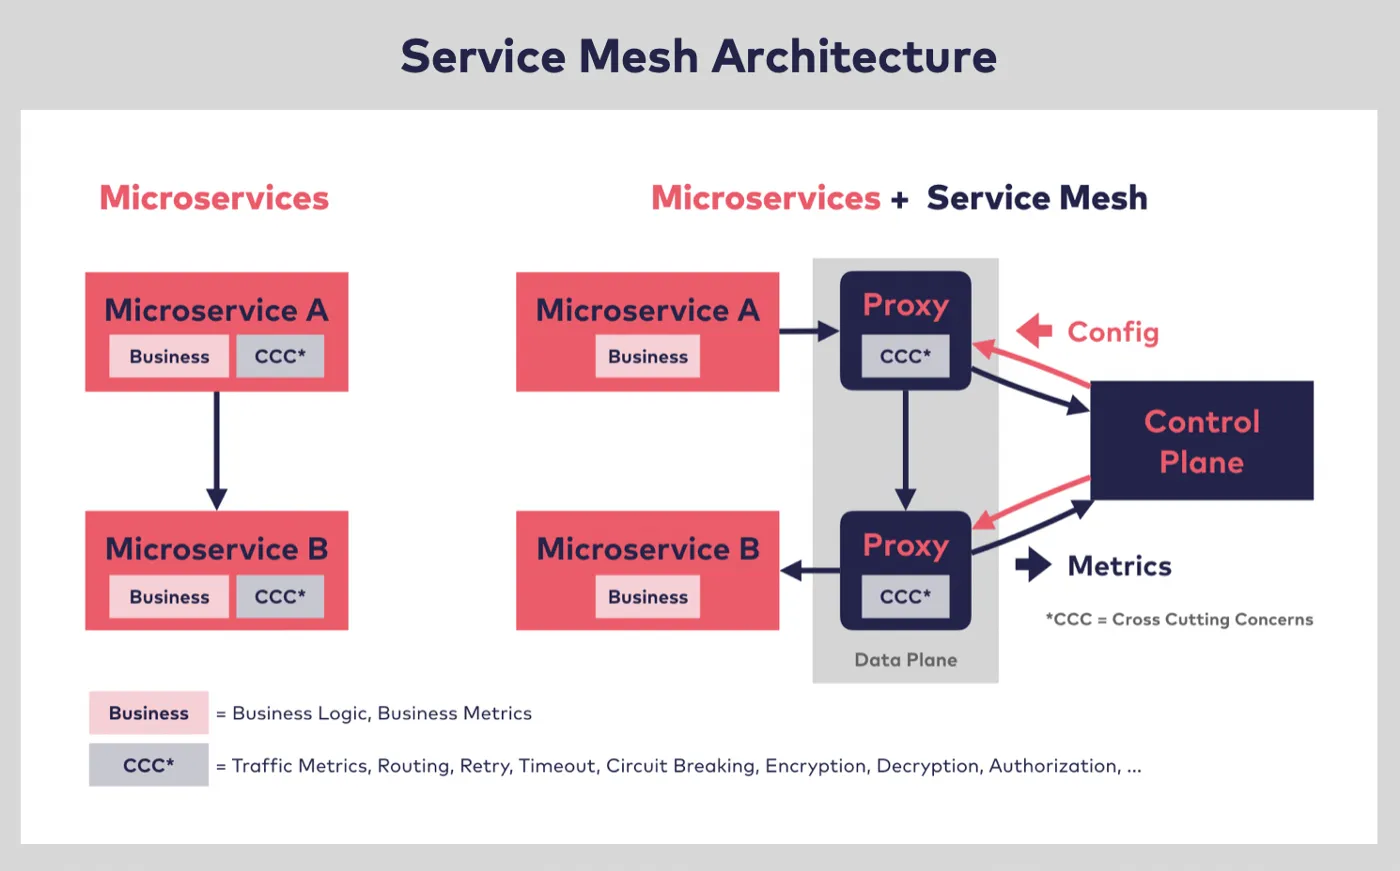 Service Mesh Architecture
Microservices
Microservice A
Business CCC*
Microservice B
Business CCC*
Microservices + Service Mesh
Microservice A
Business
Proxy
CCC*
Config
Control
Plane
Microservice B
Business
Proxy
CCC*
Metrics
*CCC = Cross Cutting Concerns
Data Plane
Business = Business Logic, Business Metrics
CCC* = Traffic Metrics, Routing, Retry, Timeout, Circuit Breaking, Encryption, Decryption, Authorization, ...